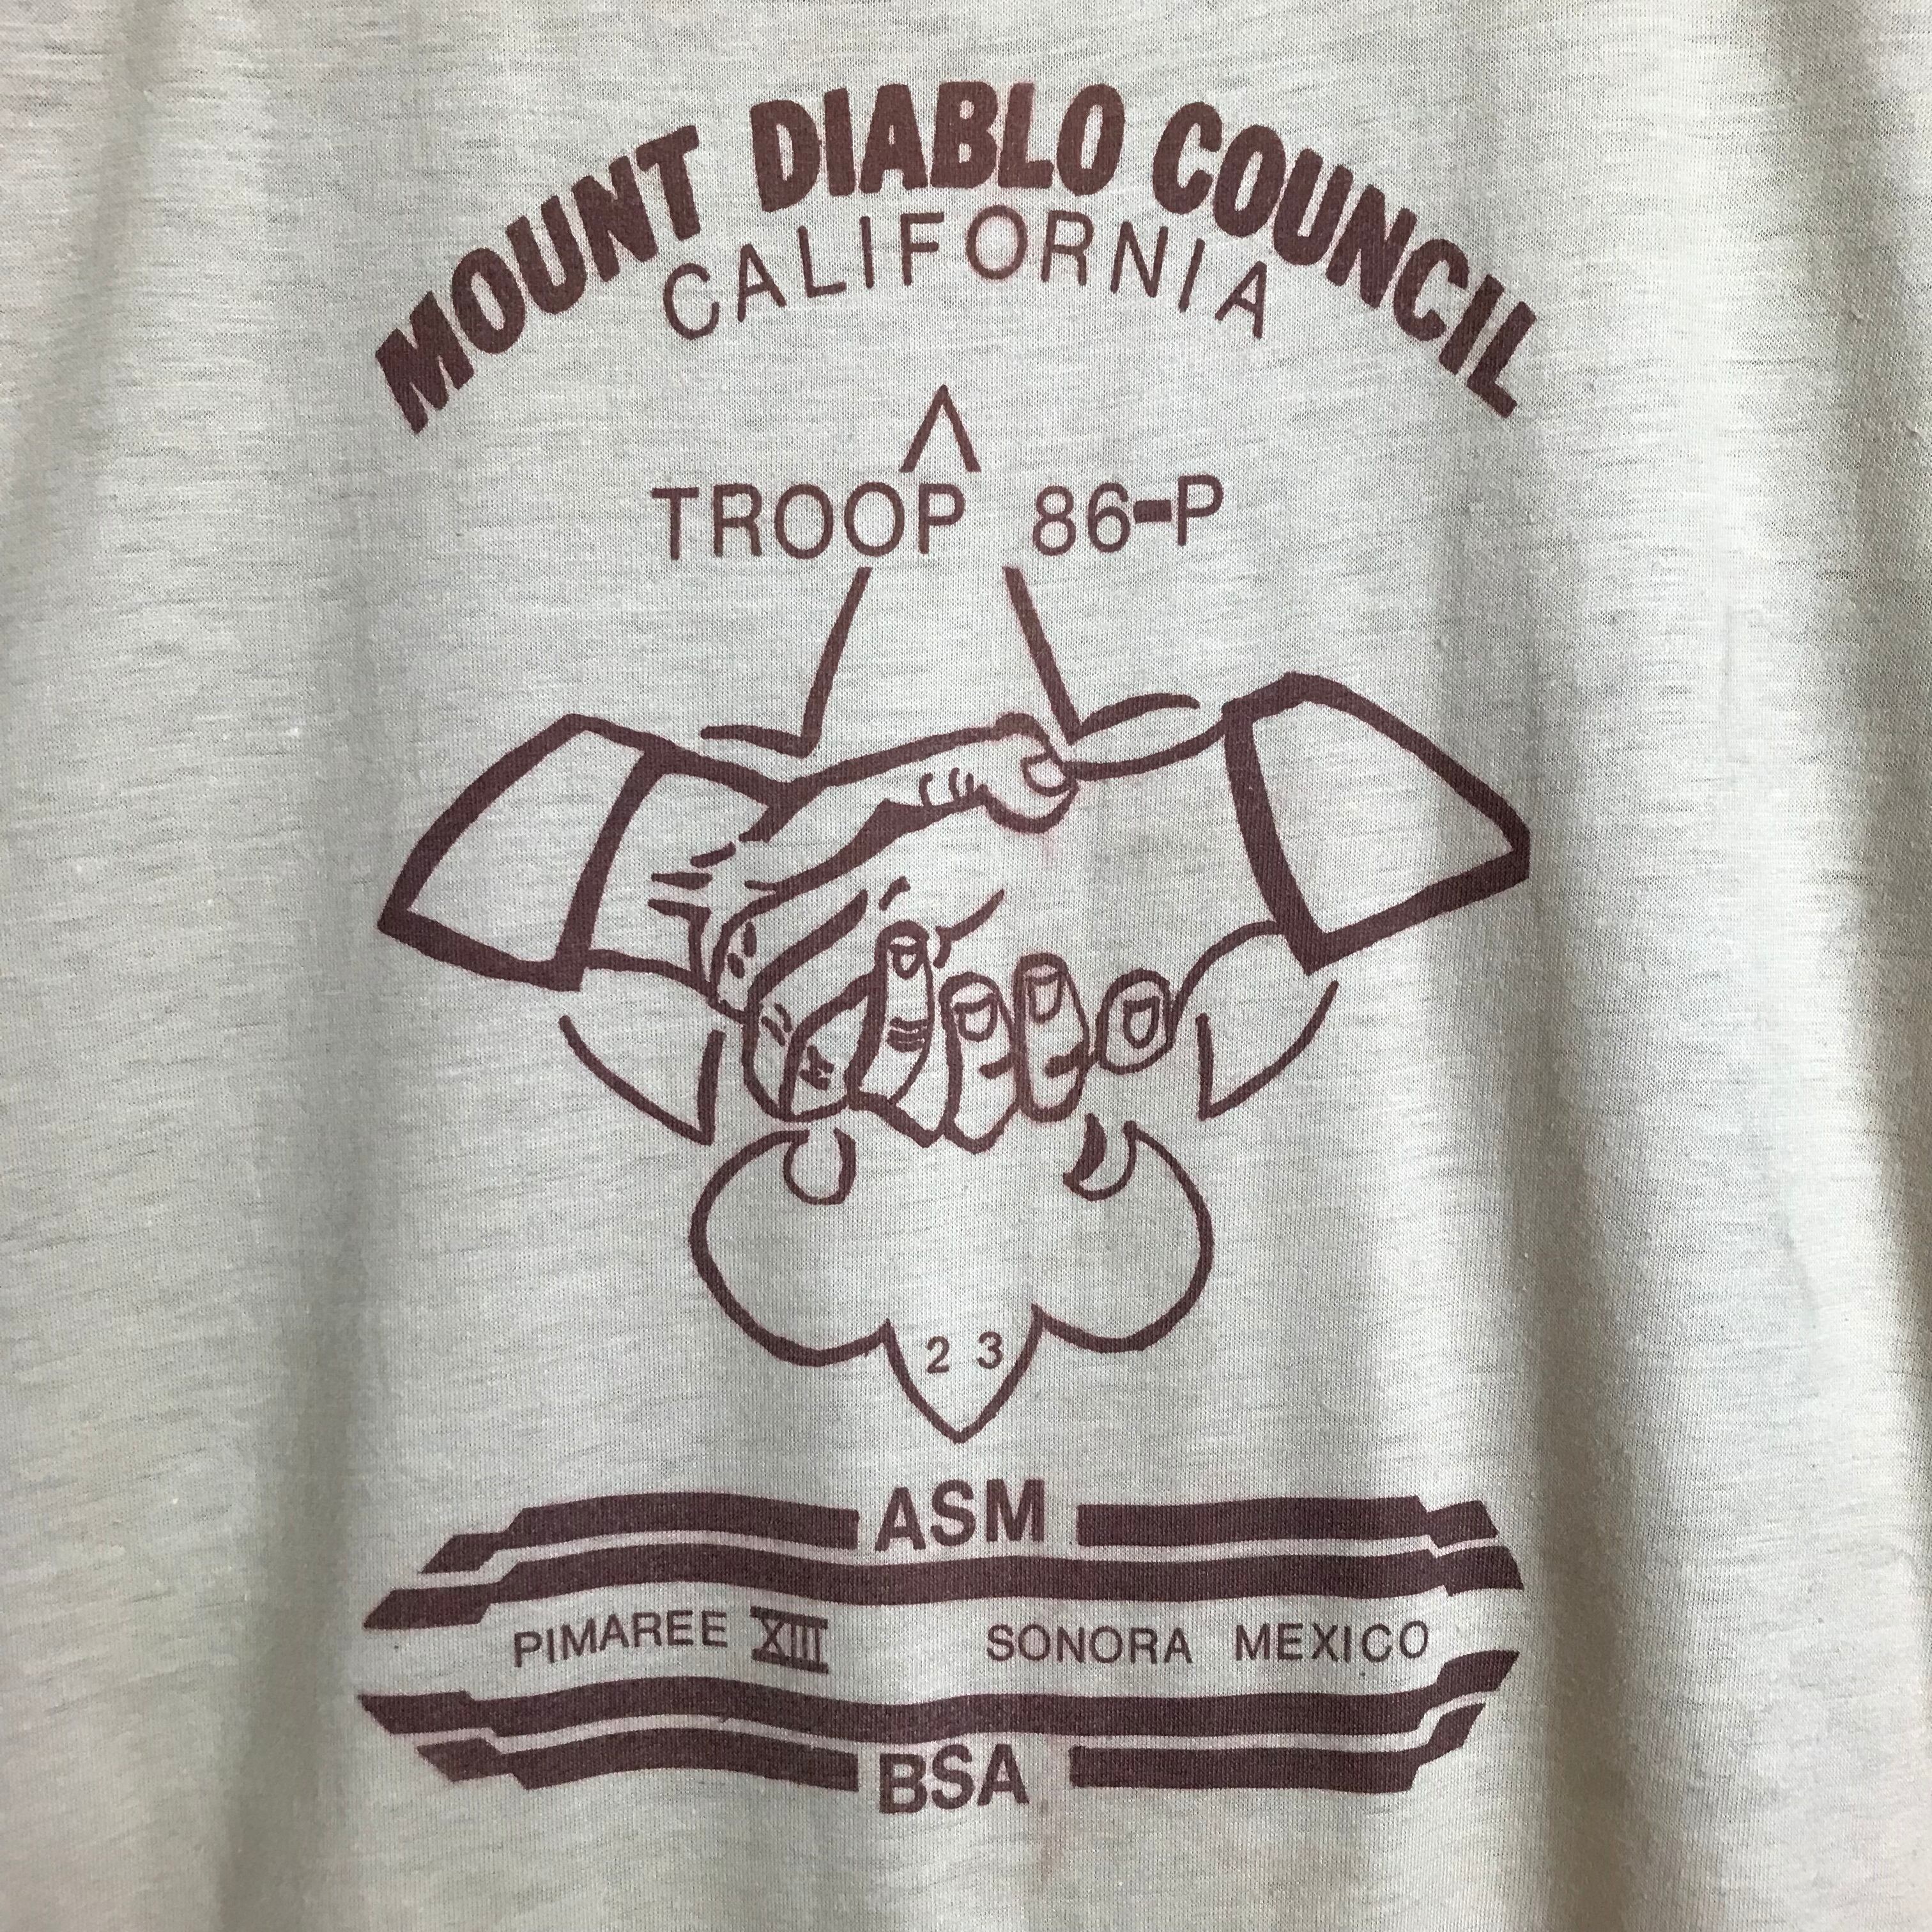 MOUNT DIABLO COUNCIL
CALIFORNIA
TROOP 86-P
2 3
ASM
PIMAREE XIII SONORA MEXICO
BSA